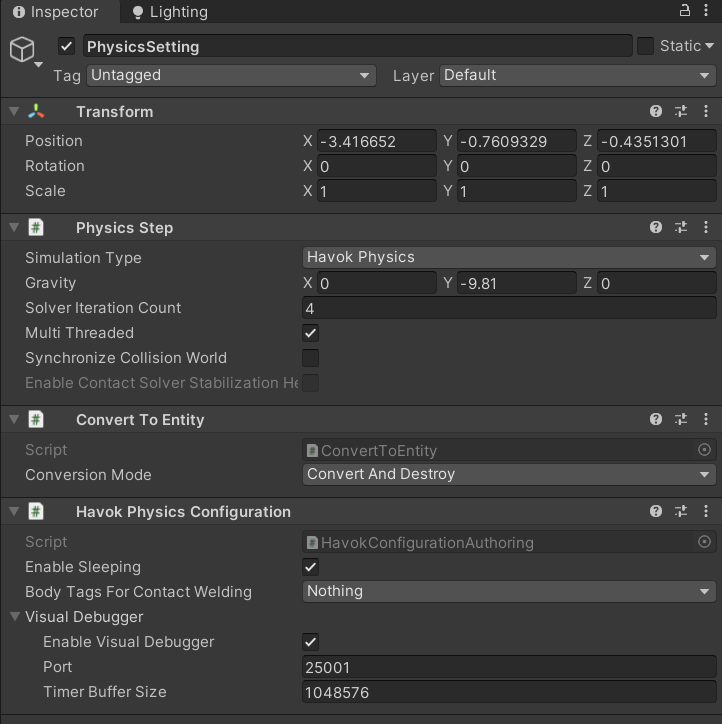 Inspector Lighting
PhysicsSetting Static
Tag Untagged Layer Default
Transform
Position X -3.416652 Y -0.7609329 Z -0.4351301
Rotation X 0 Y 0 Z 0
Scale X 1 Y 1 Z 1
# Physics Step
Simulation Type Havok Physics
Gravity X 0 Y -9.81 Z 0
Solver Iteration Count 4
Multi Threaded
Synchronize Collision World
Enable Contact Solver Stabilization He
# Convert To Entity
Script # ConvertToEntity
Conversion Mode Convert And Destroy
# Havok Physics Configuration
Script # HavokConfigurationAuthoring
Enable Sleeping
Body Tags For Contact Welding Nothing
Visual Debugger
Enable Visual Debugger
Port 25001
Timer Buffer Size 1048576